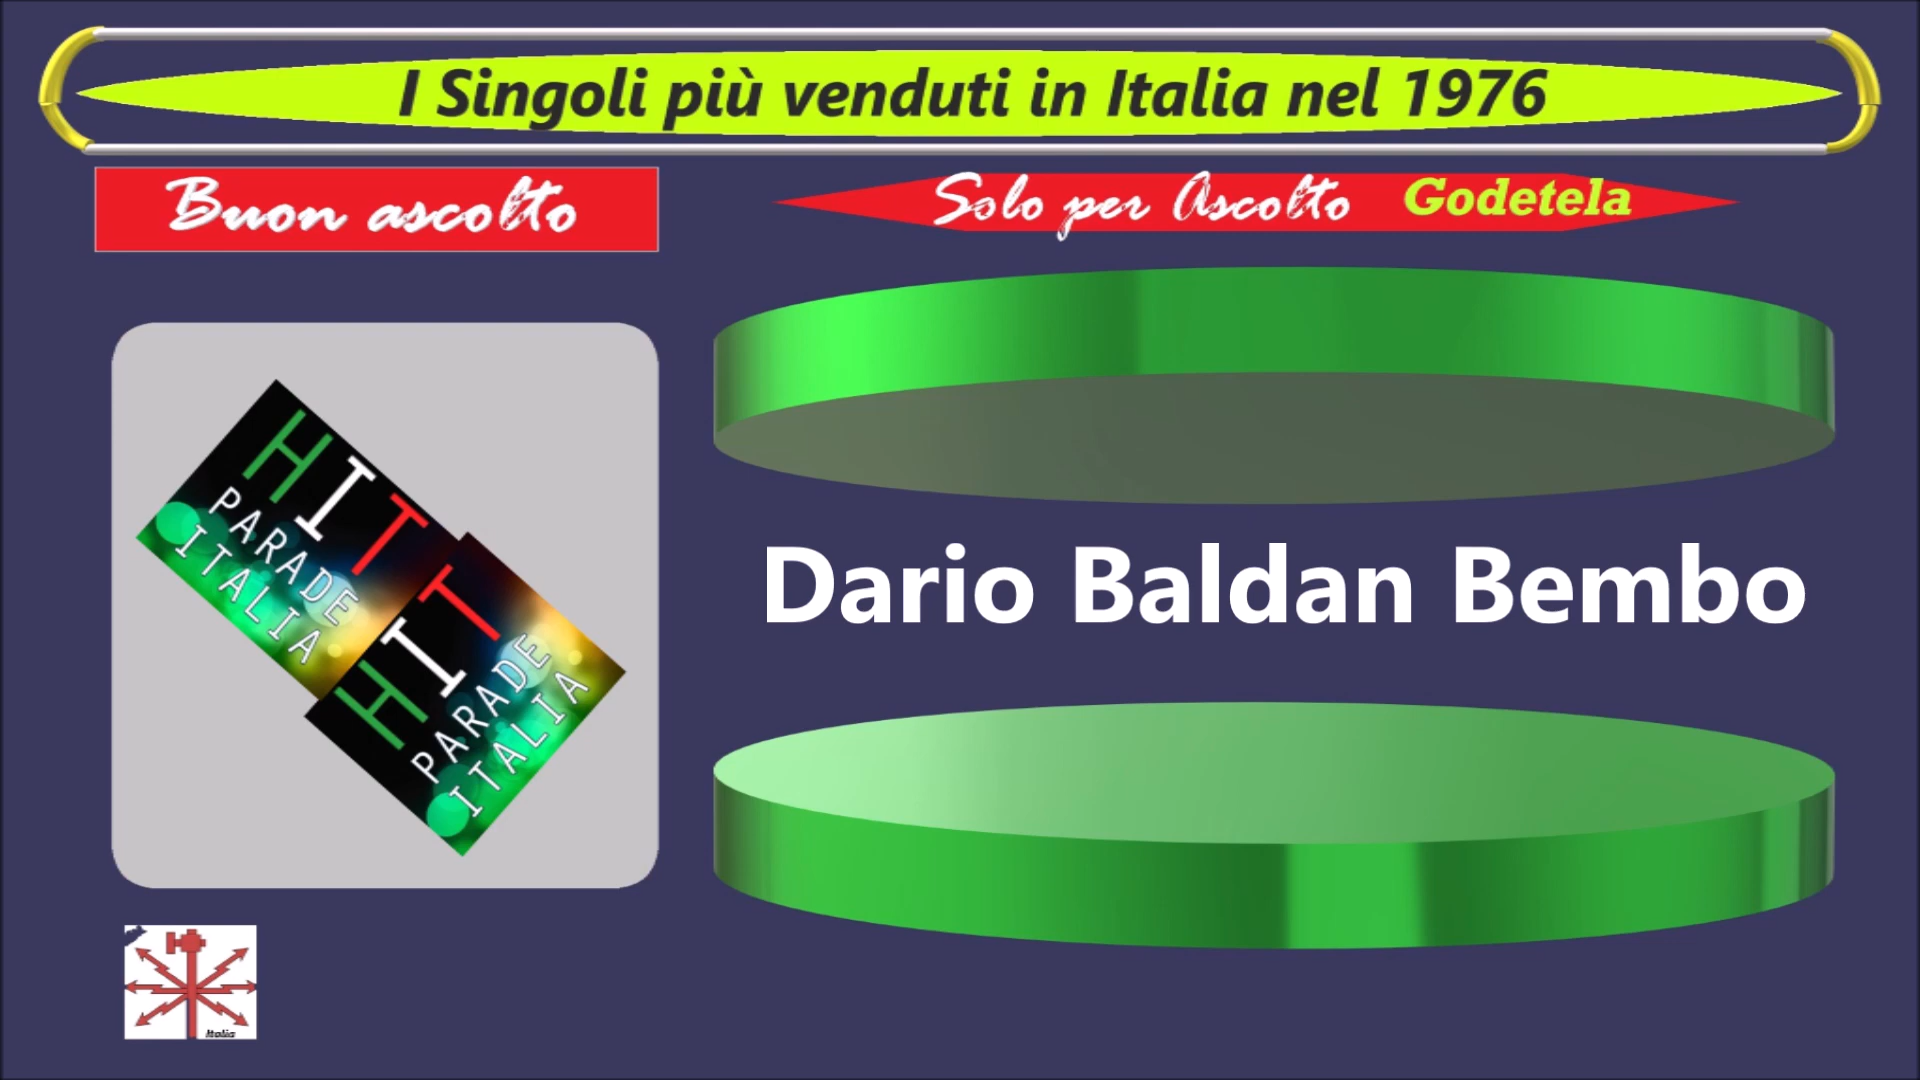 I Singoli più venduti in Italia nel 1976
Buon ascolto
Solo per Ascolto Godetela
HIT
PARADE
ITALIA
HIT
PARADE
ITALIA
Dario Baldan Bembo
Italia